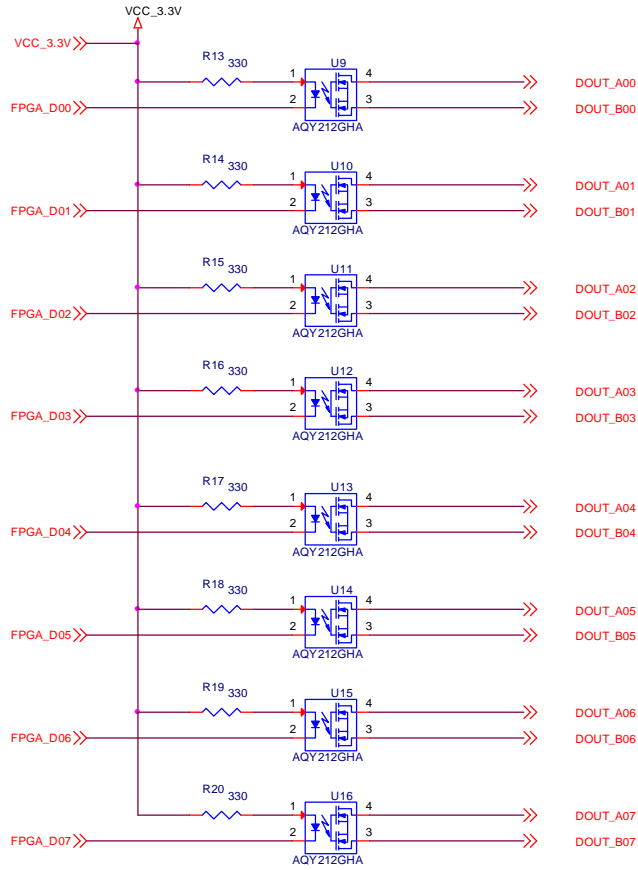 VCC_3.3V
VCC_3.3V
R13 330
U9
1
4
DOUT_A00
FPGA_D00
2
3
DOUT_B00
AQY212GHA
R14 330
U10
1
4
DOUT_A01
FPGA_D01
2
3
DOUT_B01
AQY212GHA
R15 330
U11
1
4
DOUT_A02
FPGA_D02
2
3
DOUT_B02
AQY212GHA
R16 330
U12
1
4
DOUT_A03
FPGA_D03
2
3
DOUT_B03
AQY212GHA
R17 330
U13
1
4
DOUT_A04
FPGA_D04
2
3
DOUT_B04
AQY212GHA
R18 330
U14
1
4
DOUT_A05
FPGA_D05
2
3
DOUT_B05
AQY212GHA
R19 330
U15
1
4
DOUT_A06
FPGA_D06
2
3
DOUT_B06
AQY212GHA
R20 330
U16
1
4
DOUT_A07
FPGA_D07
2
3
DOUT_B07
AQY212GHA